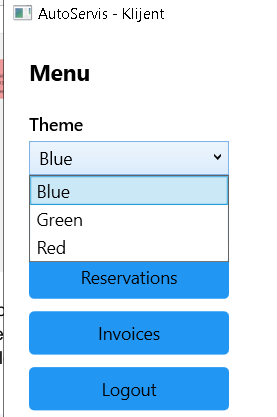 AutoServis - Klijent
Menu
Theme
Blue
Blue
Green
Red
Reservations
Invoices
Logout